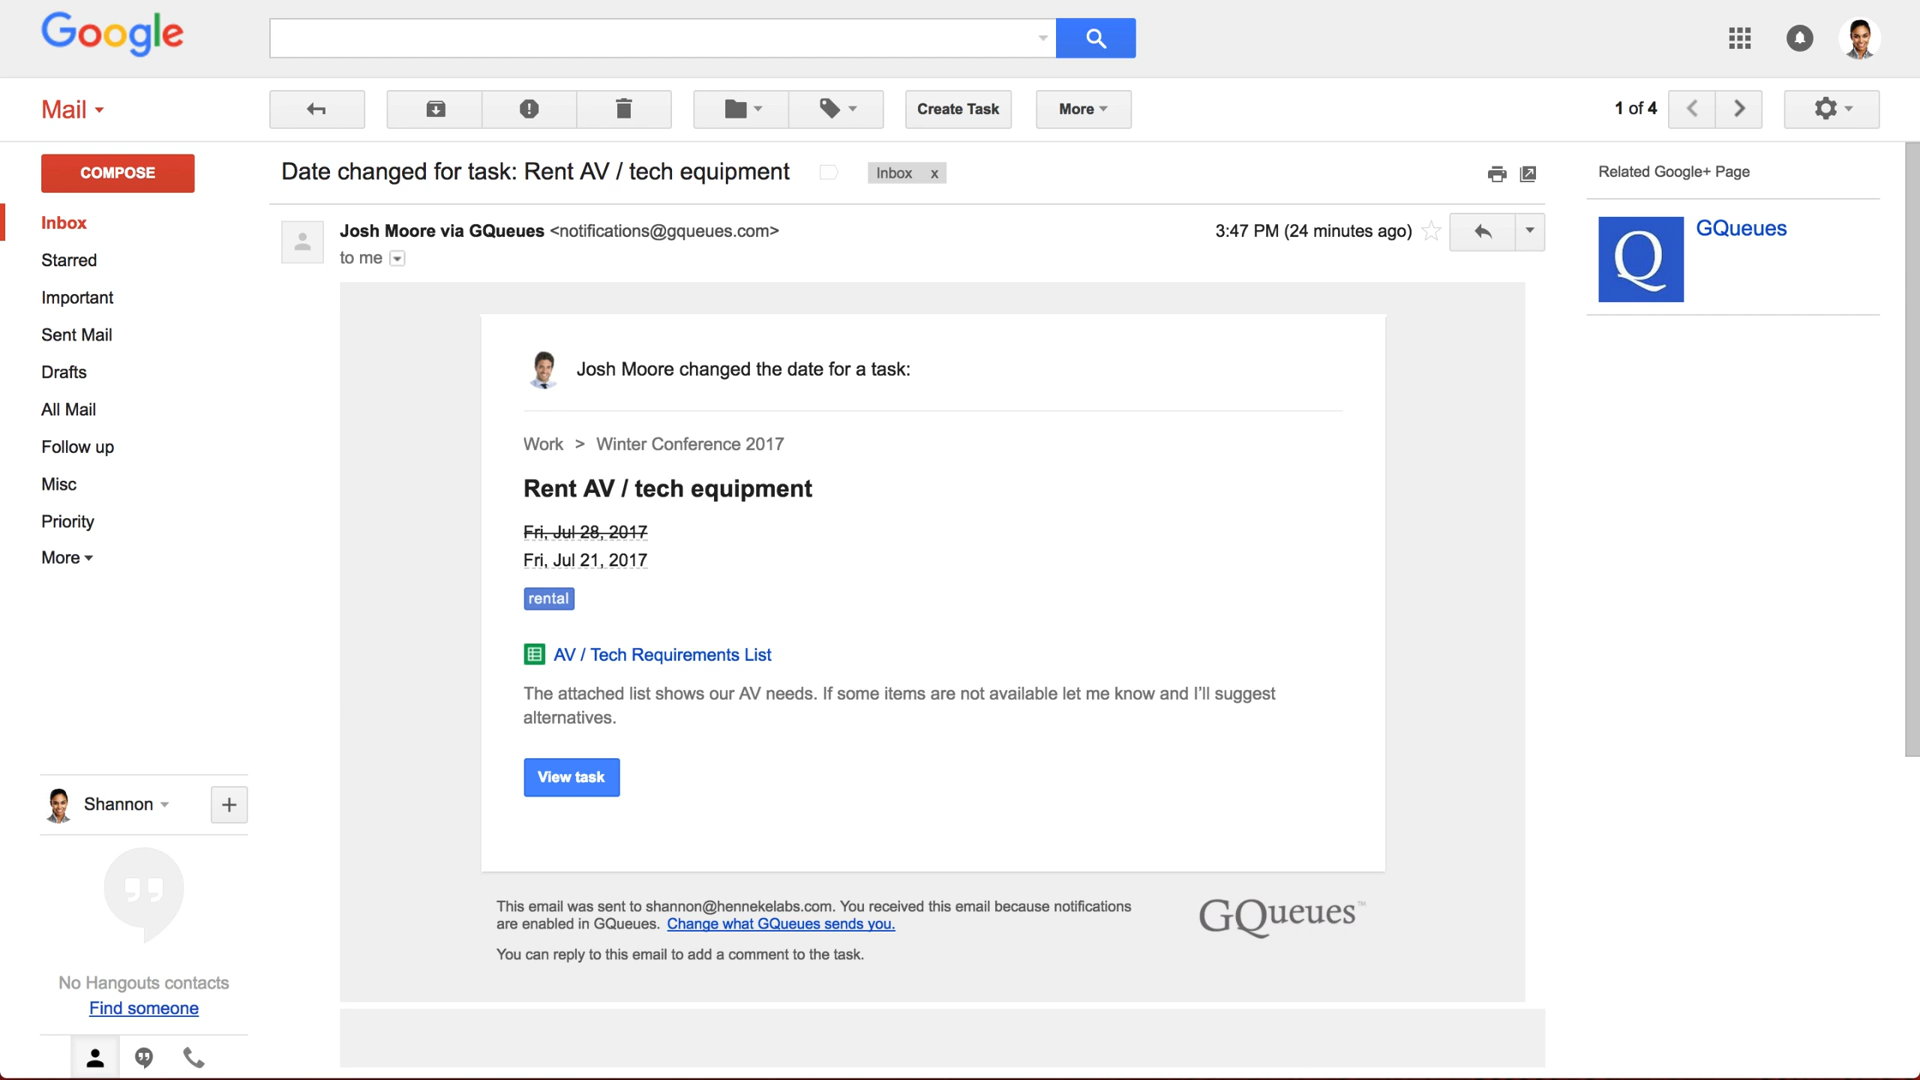 Google
Mail
Create Task
More
1 of 4
COMPOSE
Inbox
Starred
Important
Sent Mail
Drafts
All Mail
Follow up
Misc
Priority
More
Shannon
No Hangouts contacts
Find someone
Date changed for task: Rent AV / tech equipment
Inbox x
Josh Moore via GQueues <notifications@gqueues.com>
3:47 PM (24 minutes ago)
to me
Josh Moore changed the date for a task:
Work > Winter Conference 2017
Rent AV / tech equipment
Fri, Jul 28, 2017
Fri, Jul 21, 2017
rental
AV / Tech Requirements List
The attached list shows our AV needs. If some items are not available let me know and I'll suggest
alternatives.
View task
This email was sent to shannon@hennekelabs.com. You received this email because notifications
are enabled in GQueues. Change what GQueues sends you.
You can reply to this email to add a comment to the task.
GQueues™
Related Google+ Page
Q
GQueues